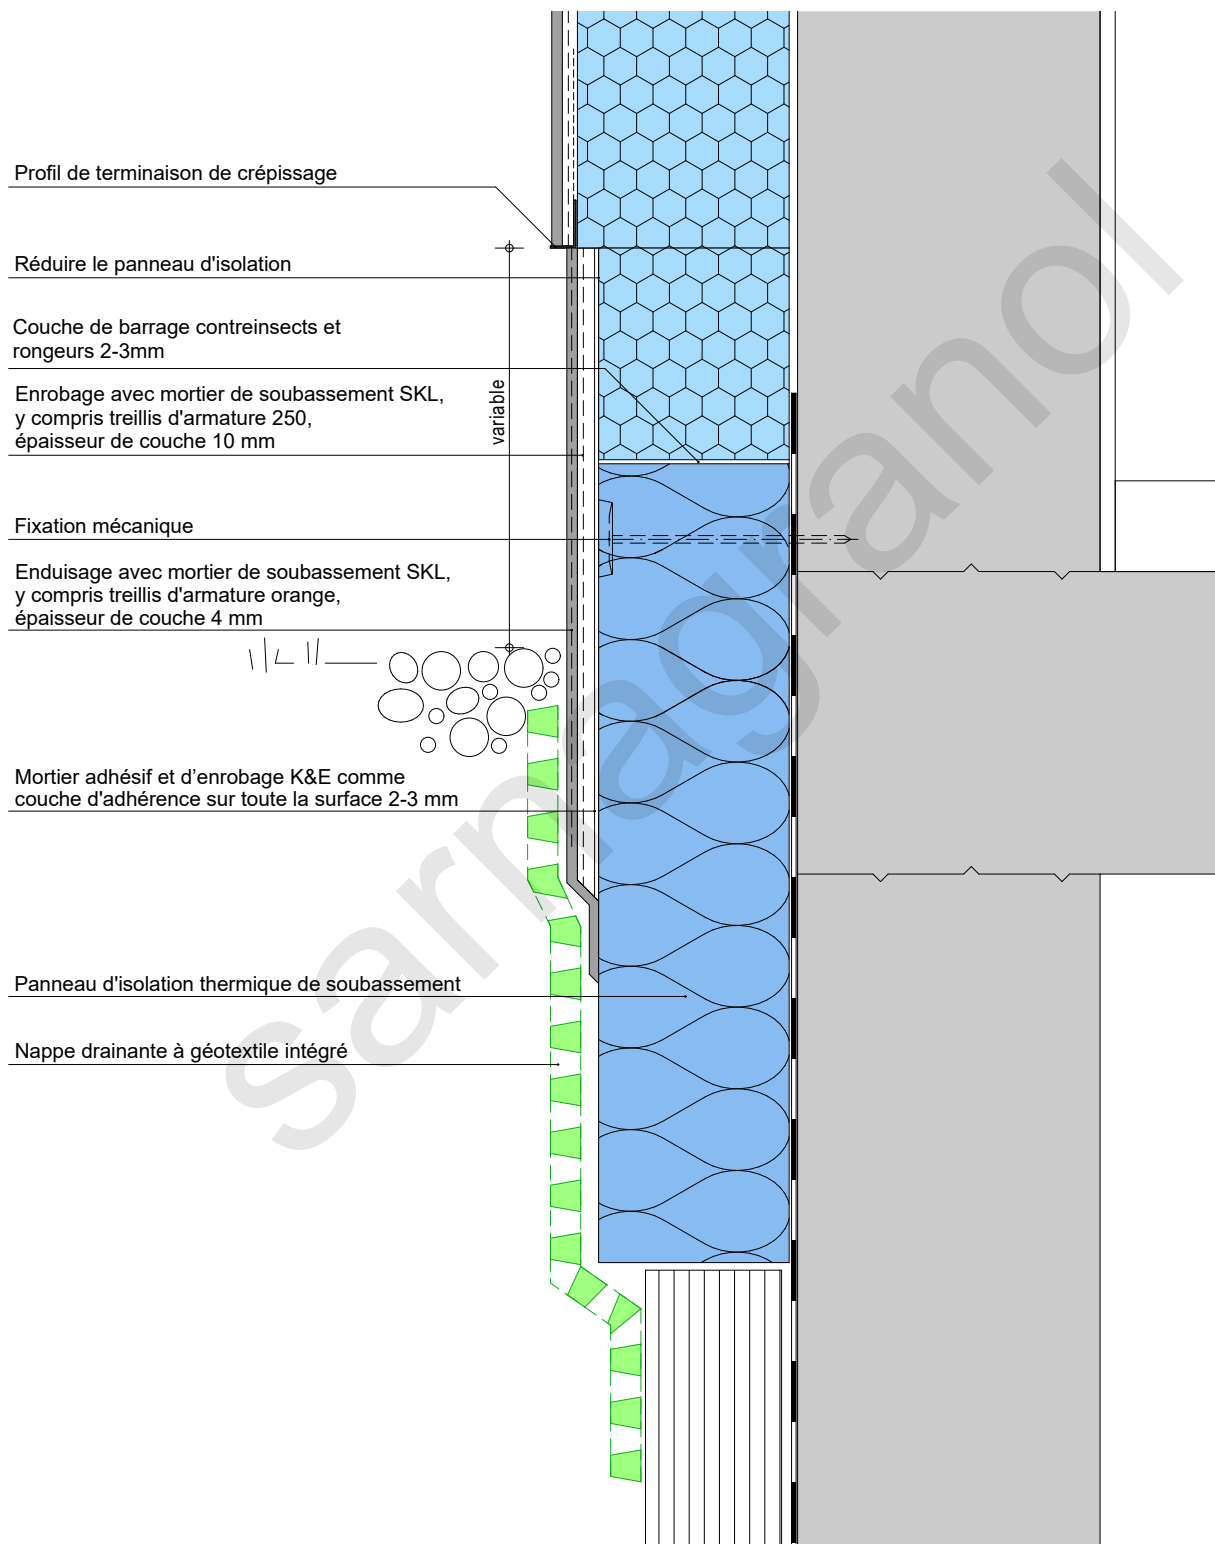 Profil de terminaison de crépissage
Réduire le panneau d'isolation
Couche de barrage contreinsects et
rongeurs 2-3mm
Enrobage avec mortier de soubassement SKL,
y compris treillis d'armature 250,
épaisseur de couche 10 mm
variable
Fixation mécanique
Enduisage avec mortier de soubassement SKL,
y compris treillis d'armature orange,
épaisseur de couche 4 mm
Mortier adhésif et d’enrobage K&E comme
couche d'adhérence sur toute la surface 2-3 mm
Panneau d'isolation thermique de soubassement
Nappe drainante à géotextile intégré
sarnagranol